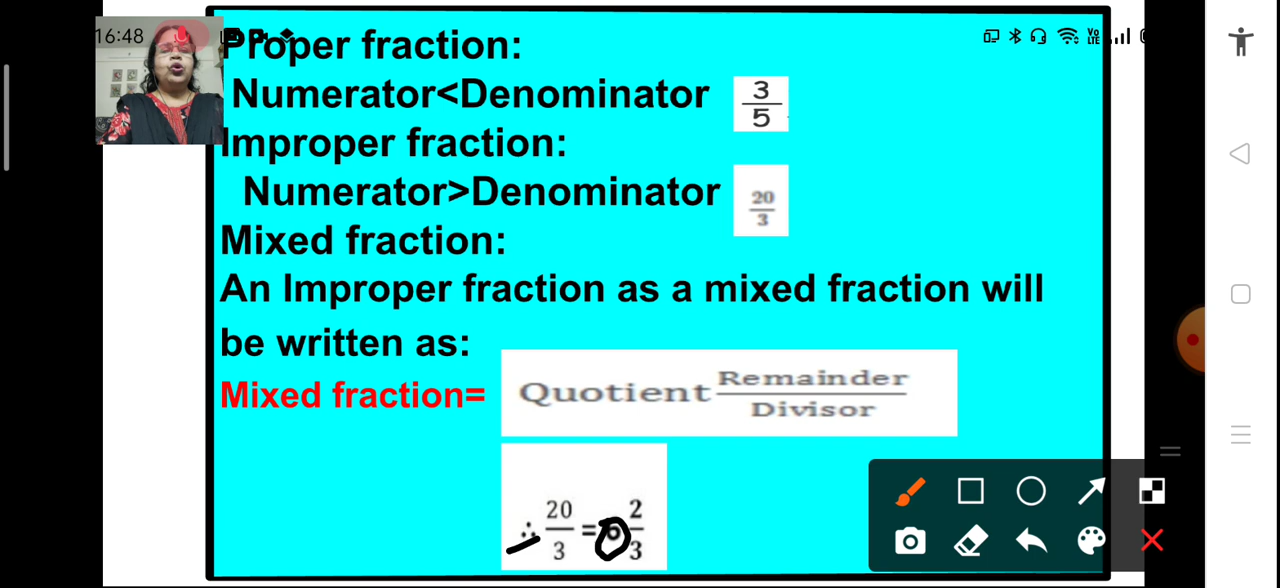 16:48
Proper fraction:
Numerator<Denominator 3/5
Improper fraction:
Numerator>Denominator 20/3
Mixed fraction:
An Improper fraction as a mixed fraction will
be written as:
Mixed fraction= Quotient Remainder/Divisor
∴ 20/3 = 6 2/3